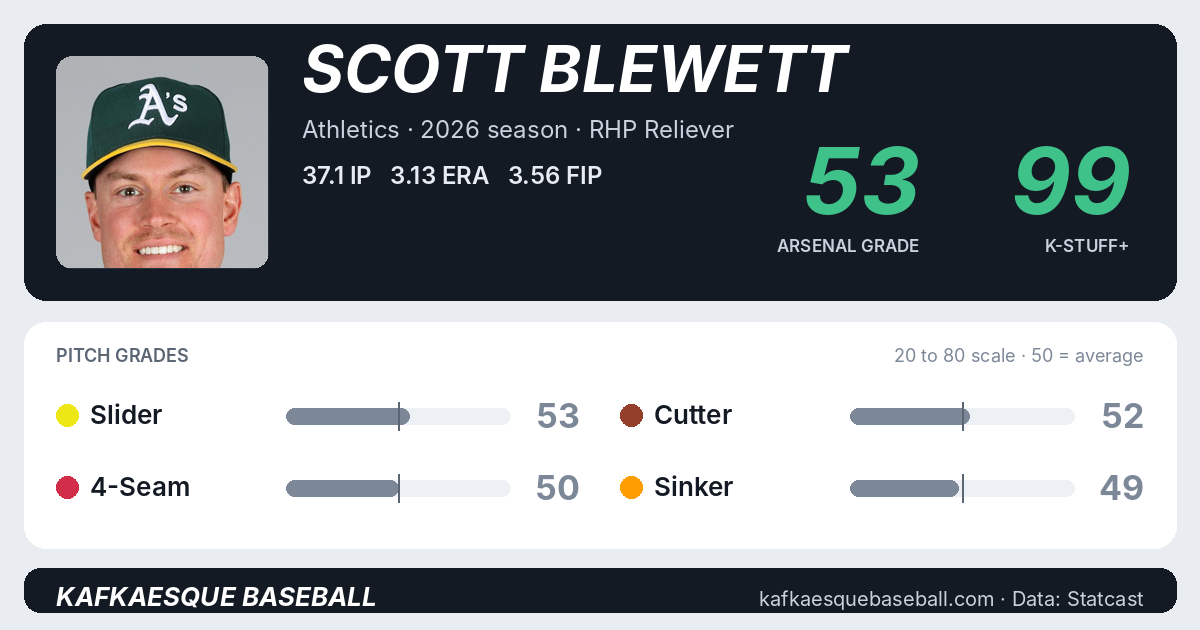 A's
SCOTT BLEWETT
Athletics · 2026 season · RHP Reliever
37.1 IP 3.13 ERA 3.56 FIP
53 99
ARSENAL GRADE K-STUFF+
PITCH GRADES 20 to 80 scale · 50 = average
Slider 53 Cutter 52
4-Seam 50 Sinker 49
KAFKAESQUE BASEBALL kafkaesquebaseball.com · Data: Statcast